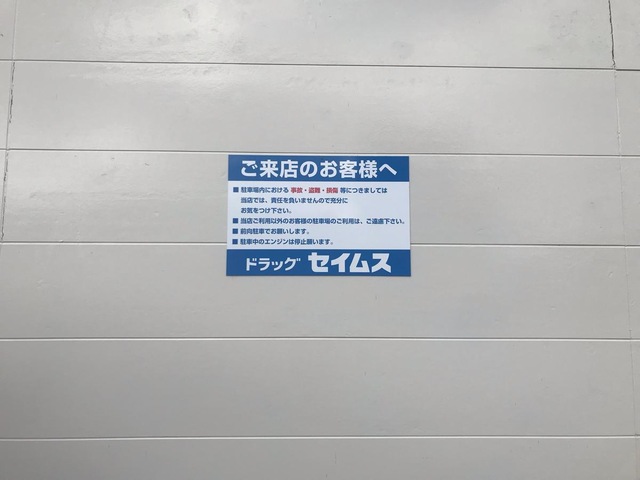 ご来店のお客様へ
■ 駐車場内における 事故・盗難・損傷 等につきましては
当店では、責任を負いませんので充分に
お気をつけ下さい。
■ 当店ご利用以外のお客様の駐車場のご利用は、ご遠慮下さい。
■ 前向駐車でお願いします。
■ 駐車中のエンジンは停止願います。
ドラッグ セイムス